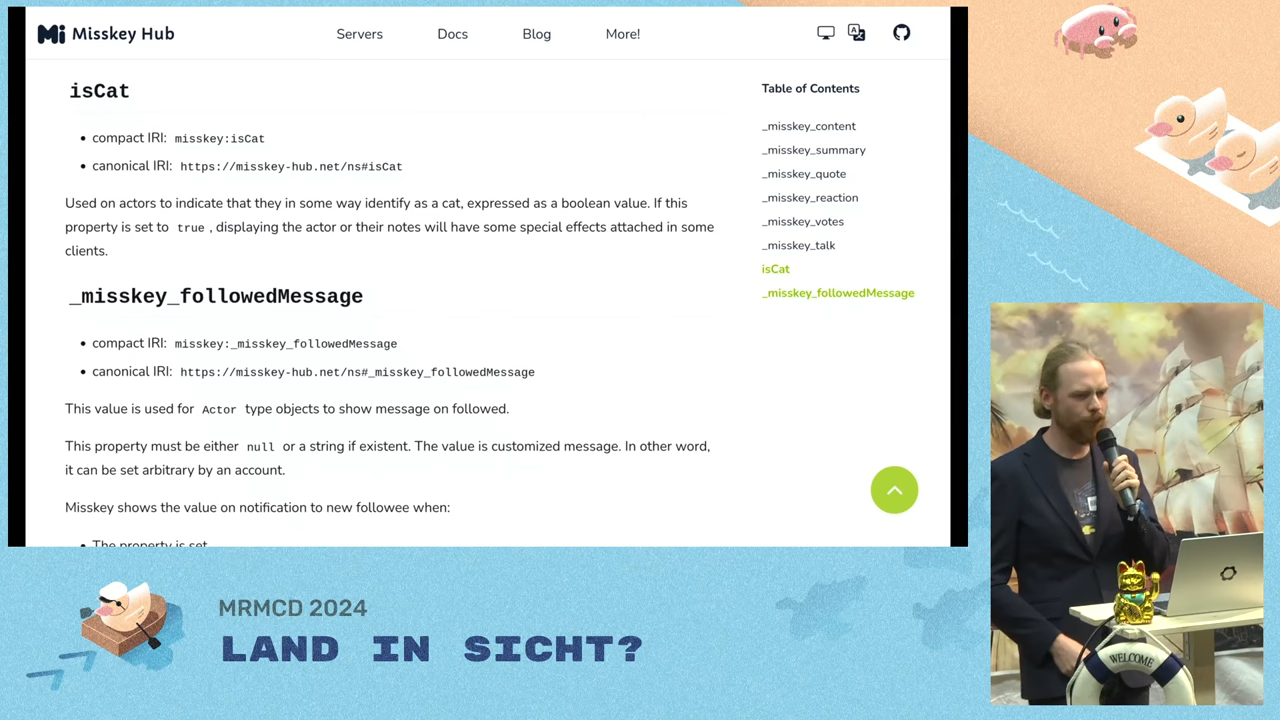 Misskey Hub
Servers
Docs
Blog
More!
isCat
compact IRI: misskey:isCat
canonical IRI: https://misskey-hub.net/ns#isCat
Used on actors to indicate that they in some way identify as a cat, expressed as a boolean value. If this
property is set to true , displaying the actor or their notes will have some special effects attached in some
clients.
_misskey_followedMessage
compact IRI: misskey:_misskey_followedMessage
canonical IRI: https://misskey-hub.net/ns#_misskey_followedMessage
This value is used for Actor type objects to show message on followed.
This property must be either null or a string if existent. The value is customized message. In other word,
it can be set arbitrary by an account.
Misskey shows the value on notification to new followee when:
The property is set
Table of Contents
_misskey_content
_misskey_summary
_misskey_quote
_misskey_reaction
_misskey_votes
_misskey_talk
isCat
_misskey_followedMessage
MRMCD 2024
LAND IN SICHT?
WELCOME